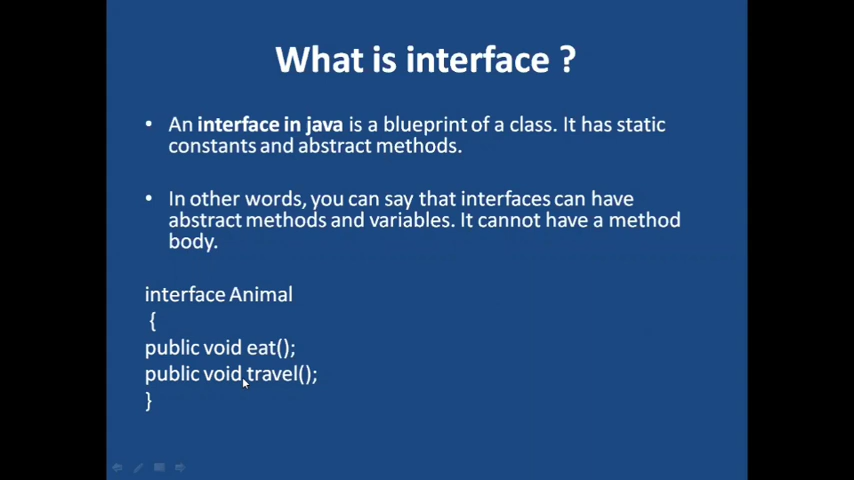 What is interface ?
• An interface in java is a blueprint of a class. It has static
constants and abstract methods.
• In other words, you can say that interfaces can have
abstract methods and variables. It cannot have a method
body.
interface Animal
{
public void eat();
public void travel();
}